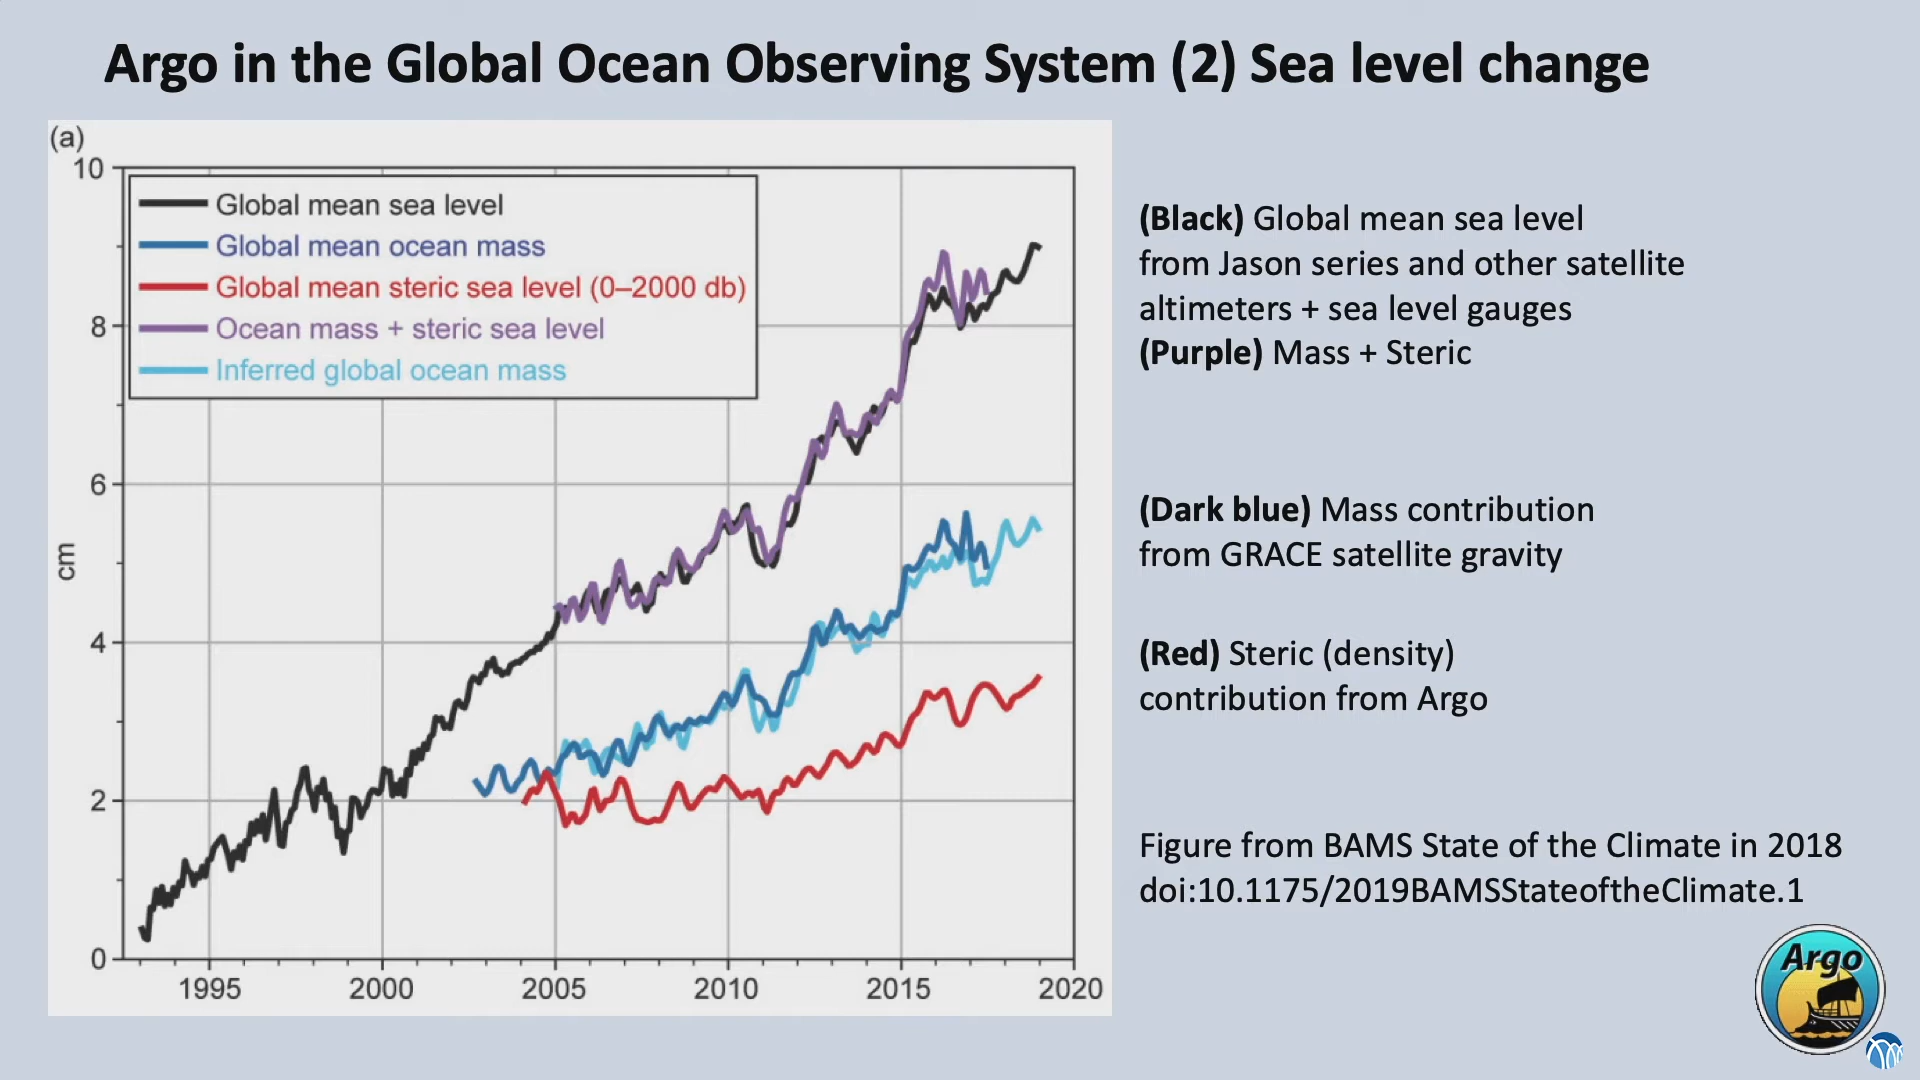 Argo in the Global Ocean Observing System (2) Sea level change
(a)
10
8
6
4
2
0
cm
Global mean sea level
Global mean ocean mass
Global mean steric sea level (0–2000 db)
Ocean mass + steric sea level
Inferred global ocean mass
1995 2000 2005 2010 2015 2020
(Black) Global mean sea level
from Jason series and other satellite
altimeters + sea level gauges
(Purple) Mass + Steric
(Dark blue) Mass contribution
from GRACE satellite gravity
(Red) Steric (density)
contribution from Argo
Figure from BAMS State of the Climate in 2018
doi:10.1175/2019BAMSStateoftheClimate.1
Argo